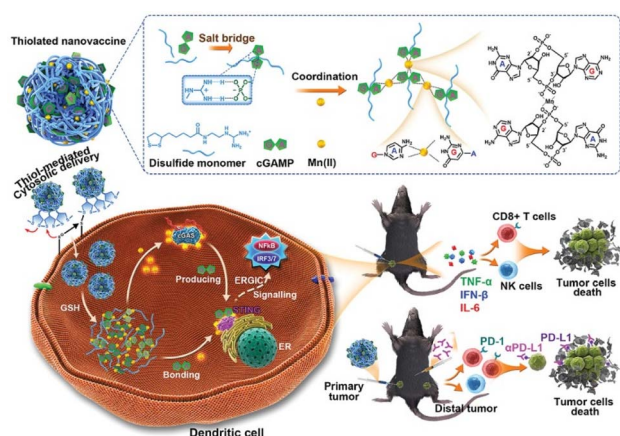 Thiolated nanovaccine
Salt bridge
Coordination
Disulfide monomer
cGAMP
Mn(II)
G
A
G
A
A
G
Mn
G
A
Thiol-mediated
Cytosolic delivery
GSH
cGAS
Producing
NFκB
IRF3/7
ERGIC
Signalling
STING
ER
Bonding
Dendritic cell
TNF-α
IFN-β
IL-6
CD8+ T cells
NK cells
Tumor cells
death
Primary
tumor
Distal tumor
PD-1
αPD-L1
PD-L1
Tumor cells
death